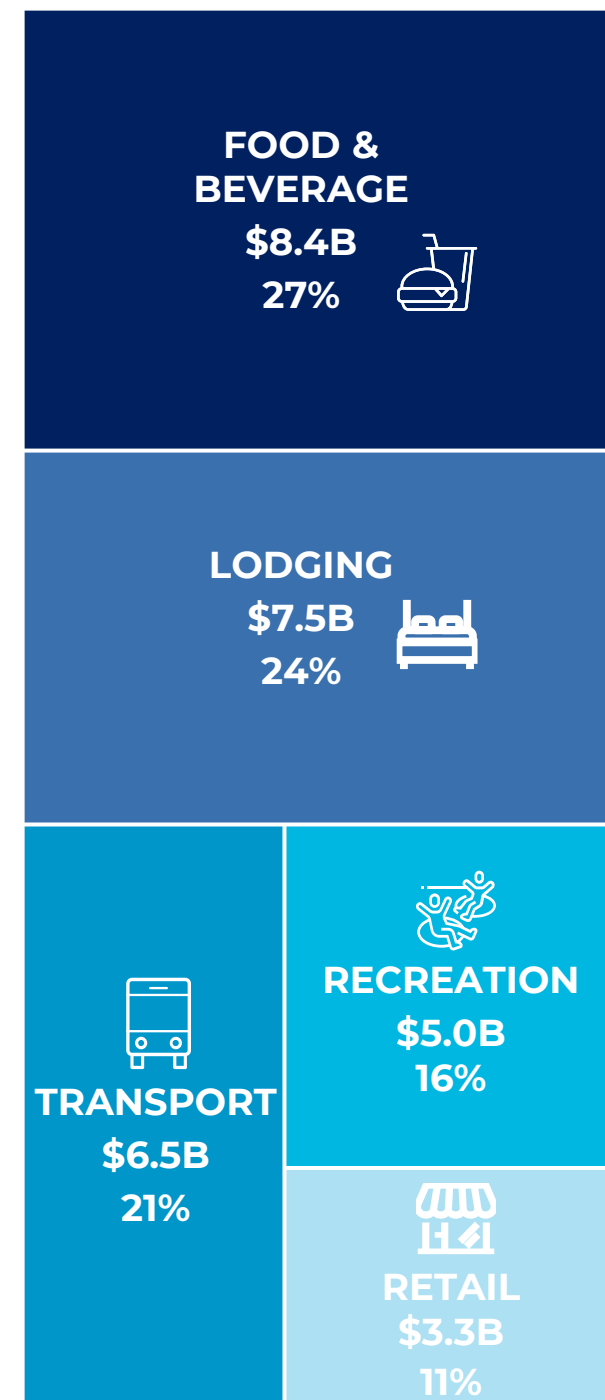 FOOD &
BEVERAGE
$8.4B
27%
LODGING
$7.5B
24%
TRANSPORT
$6.5B
21%
RECREATION
$5.0B
16%
RETAIL
$3.3B
11%